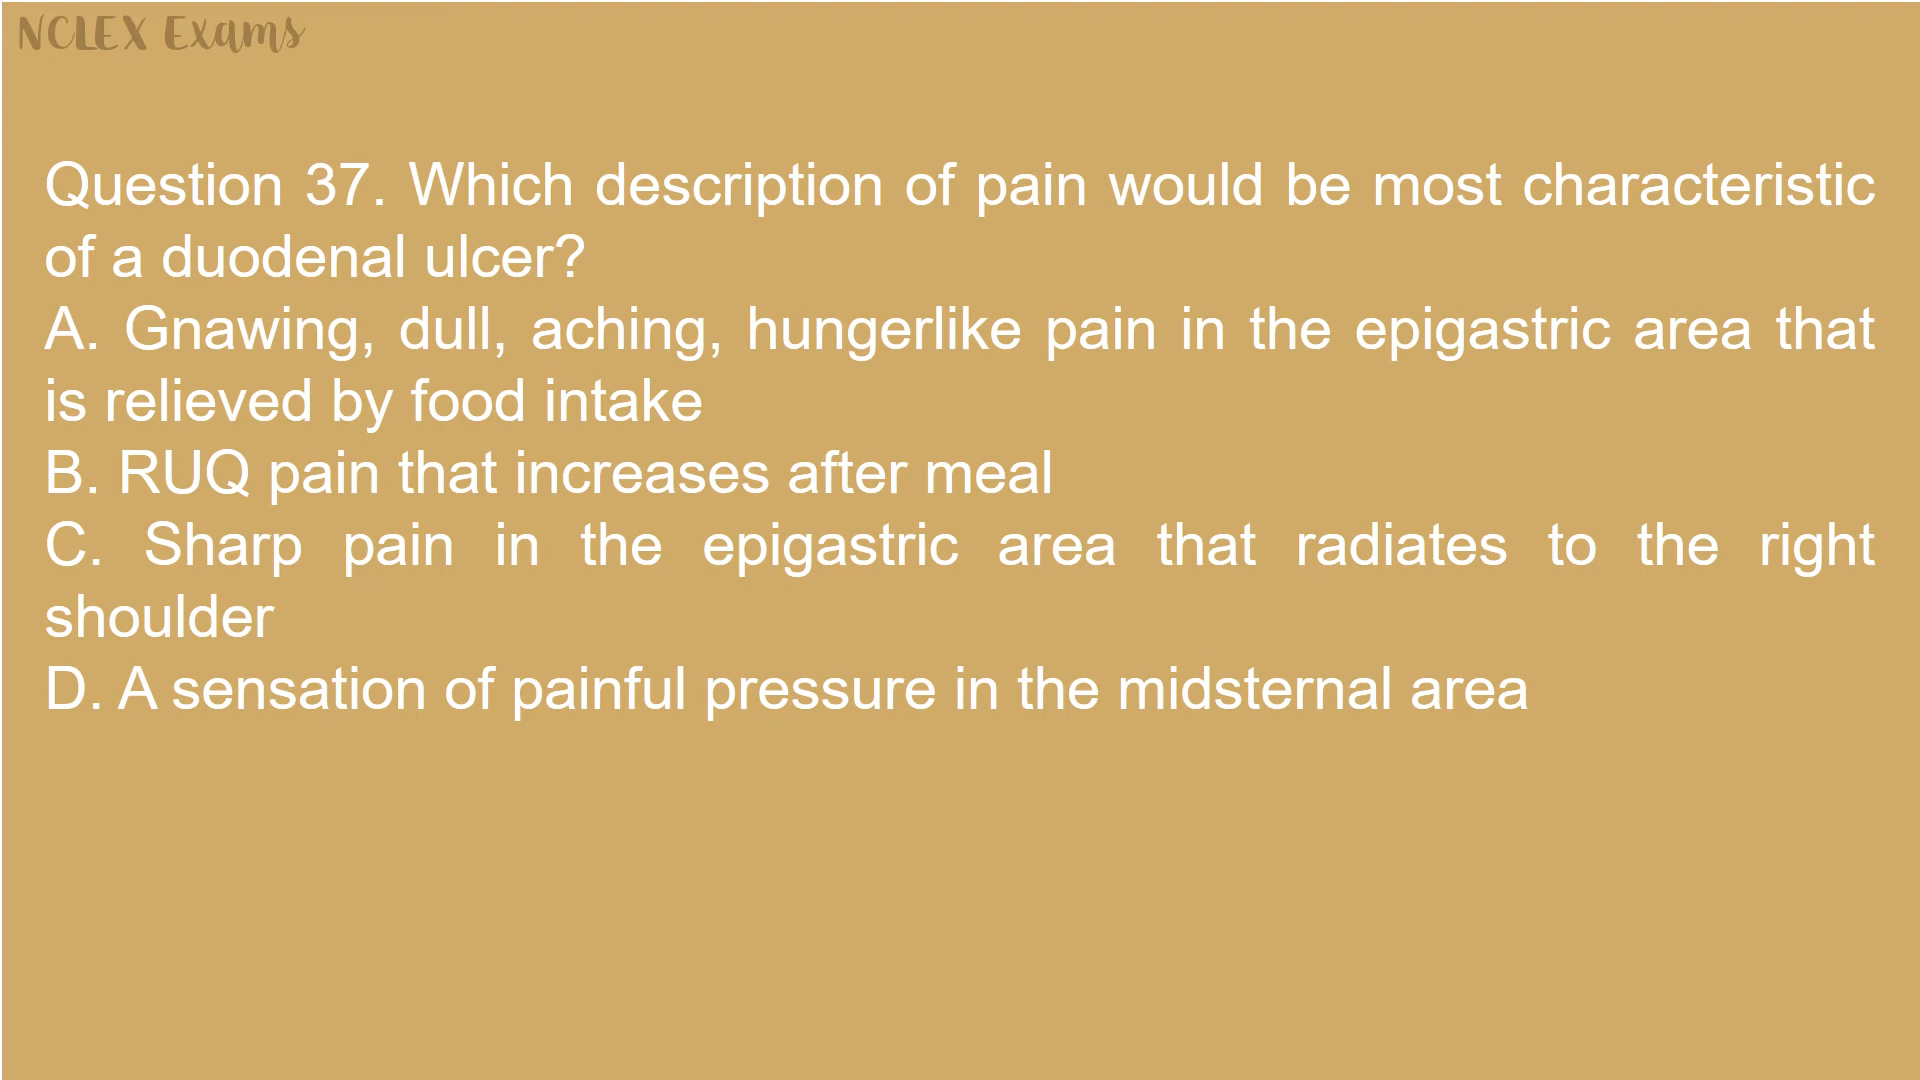 NCLEX Exams
Question 37. Which description of pain would be most characteristic
of a duodenal ulcer?
A. Gnawing, dull, aching, hungerlike pain in the epigastric area that
is relieved by food intake
B. RUQ pain that increases after meal
C. Sharp pain in the epigastric area that radiates to the right
shoulder
D. A sensation of painful pressure in the midsternal area